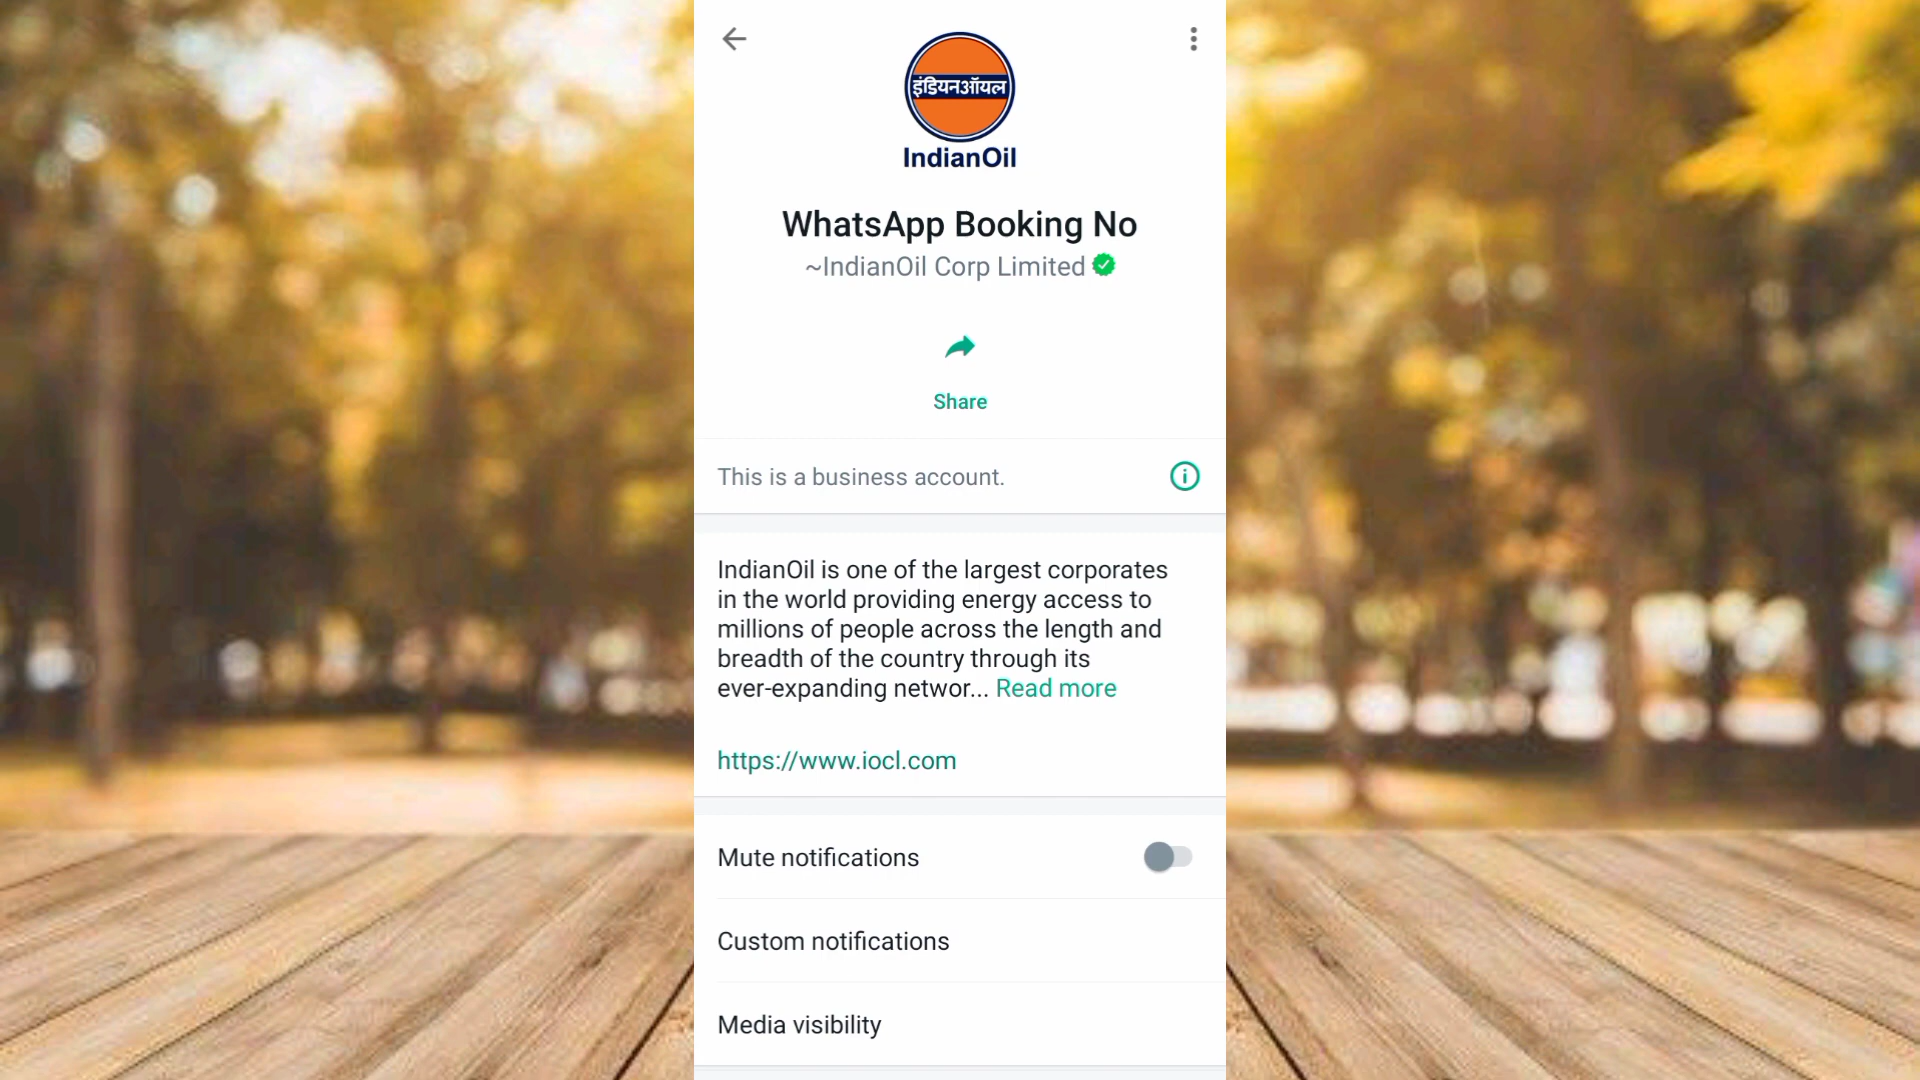 इंडियनऑयल
IndianOil
WhatsApp Booking No
~IndianOil Corp Limited
Share
This is a business account.
IndianOil is one of the largest corporates
in the world providing energy access to
millions of people across the length and
breadth of the country through its
ever-expanding networ... Read more
https://www.iocl.com
Mute notifications
Custom notifications
Media visibility